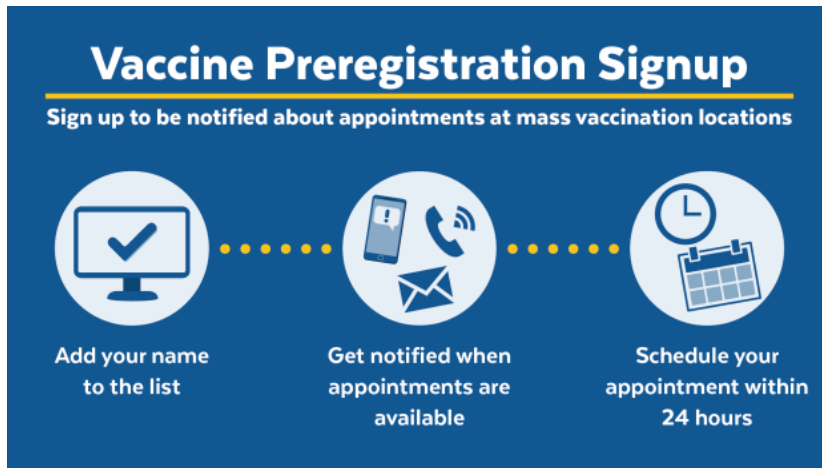 Vaccine Preregistration Signup
Sign up to be notified about appointments at mass vaccination locations
!
Add your name
to the list
Get notified when
appointments are
available
Schedule your
appointment within
24 hours